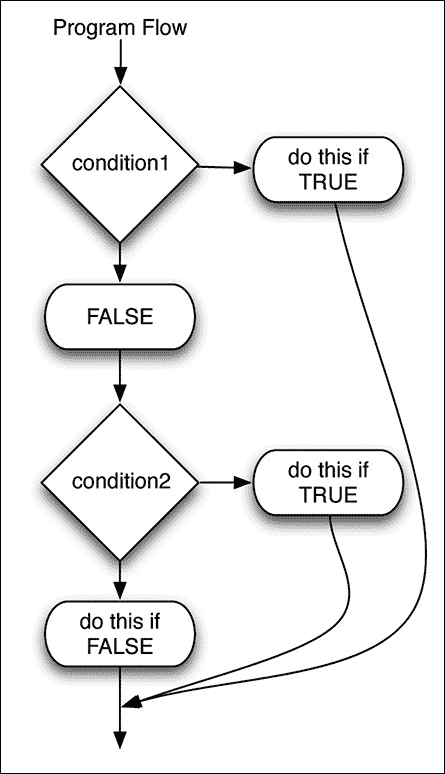 Program Flow
condition1
do this if
TRUE
FALSE
condition2
do this if
TRUE
do this if
FALSE